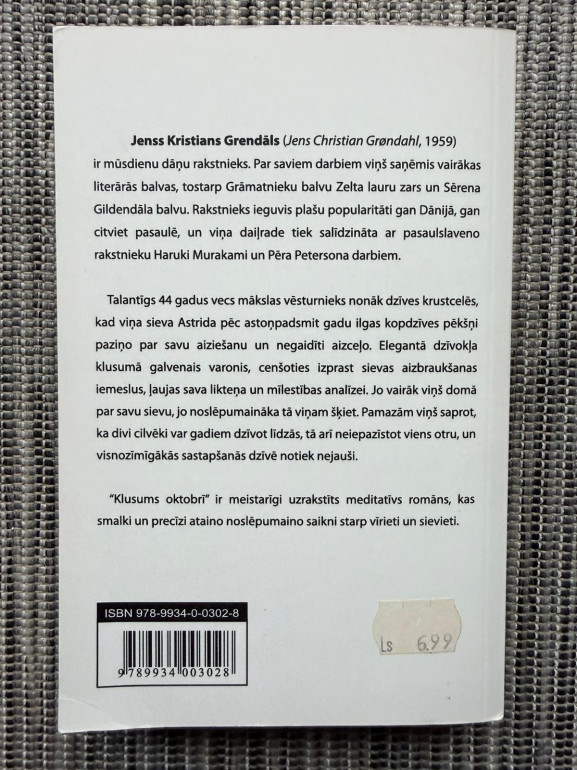 Jenss Kristians Grendāls (Jens Christian Grøndahl, 1959)
ir mūsdienu dāņu rakstnieks. Par saviem darbiem viņš saņēmis vairākas
literārās balvas, tostarp Grāmatnieku balvu Zelta lauru zars un Sērena
Gildendāla balvu. Rakstnieks ieguvis plašu popularitāti gan Dānijā, gan
citviet pasaulē, un viņa daiļrade tiek salīdzināta ar pasaulslaveno
rakstnieku Haruki Murakami un Pēra Petersona darbiem.
Talantīgs 44 gadus vecs mākslas vēsturnieks nonāk dzīves krustcelēs,
kad viņa sieva Astrida pēc astoņpadsmit gadu ilgas kopdzīves pēkšņi
paziņo par savu aiziešanu un negaidīti aizceļo. Elegantā dzīvokļa
klusumā galvenais varonis, cenšoties izprast sievas aizbraukšanas
iemeslus, ļaujas sava likteņa un mīlestības analīzei. Jo vairāk viņš domā
par savu sievu, jo noslēpumaināka tā viņam šķiet. Pamazām viņš saprot,
ka divi cilvēki var gadiem dzīvot līdzās, tā arī neiepazīstot viens otru, un
visnozīmīgākās sastapšanās dzīvē notiek nejauši.
"Klusums oktobrī" ir meistarīgi uzrakstīts meditatīvs romāns, kas
smalki un precīzi ataino noslēpumaino saikni starp vīrieti un sievieti.
ISBN 978-9934-0-0302-8
9 789934 003028
Ls 6.99